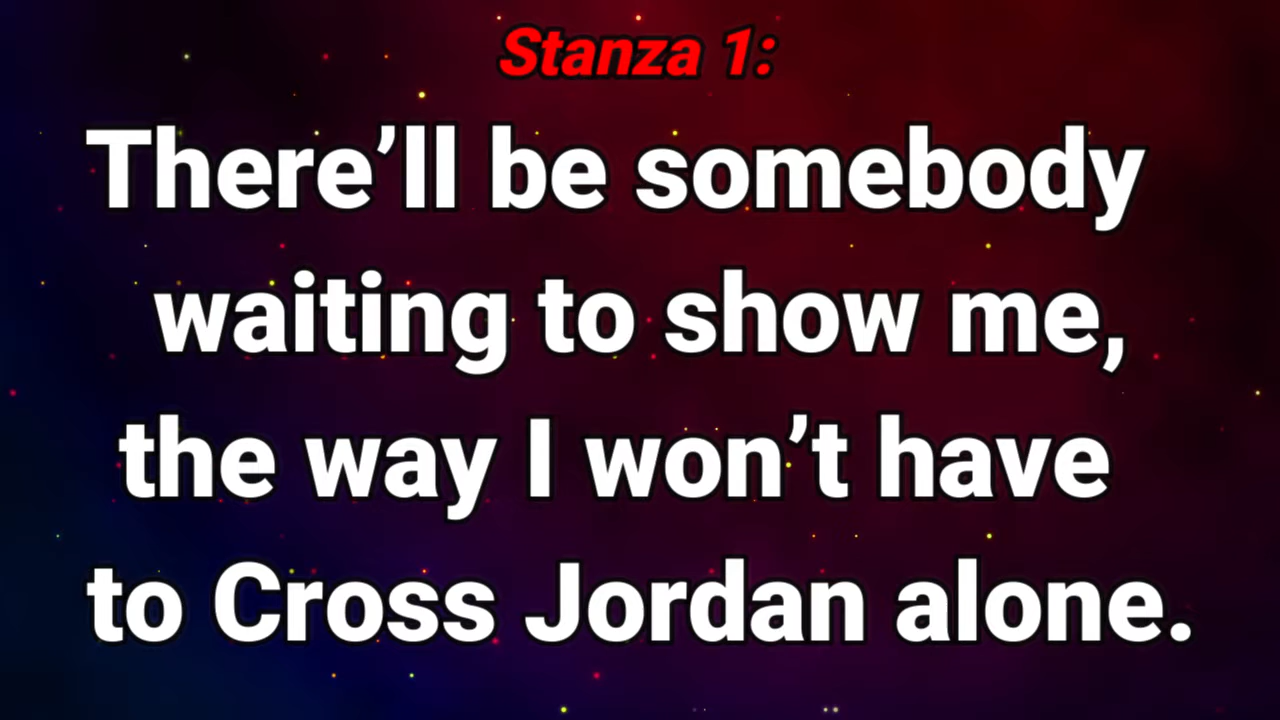 Stanza 1:
There’ll be somebody
waiting to show me,
the way I won’t have
to Cross Jordan alone.